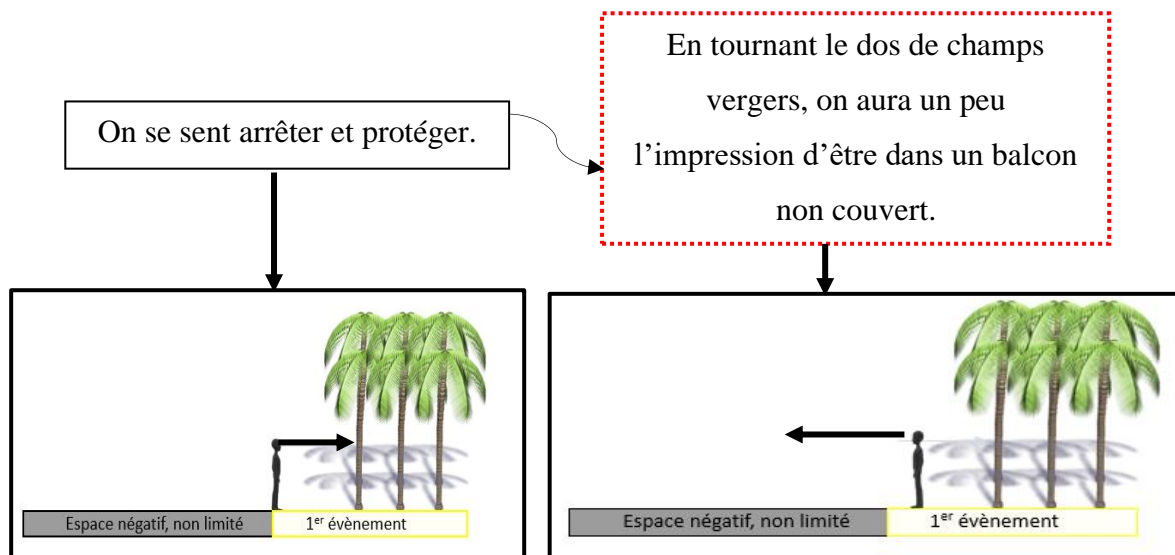 On se sent arrêter et protéger.
En tournant le dos de champs
vergers, on aura un peu
l’impression d’être dans un balcon
non couvert.
Espace négatif, non limité
1er évènement
Espace négatif, non limité
1er évènement